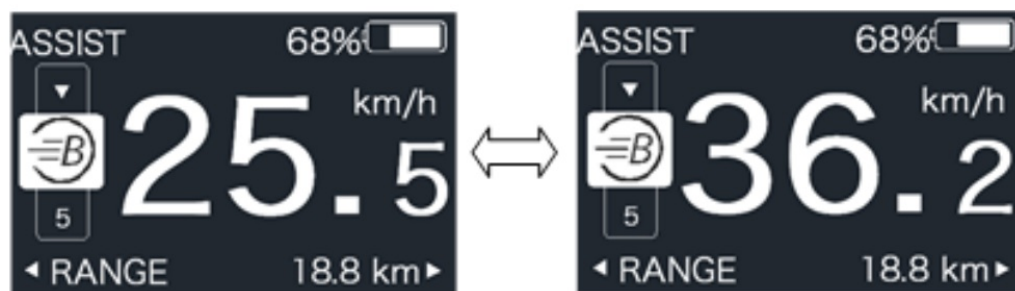 ASSIST 68%
km/h
B 25.5
5
RANGE 18.8 km
ASSIST 68%
km/h
B 36.2
5
RANGE 18.8 km